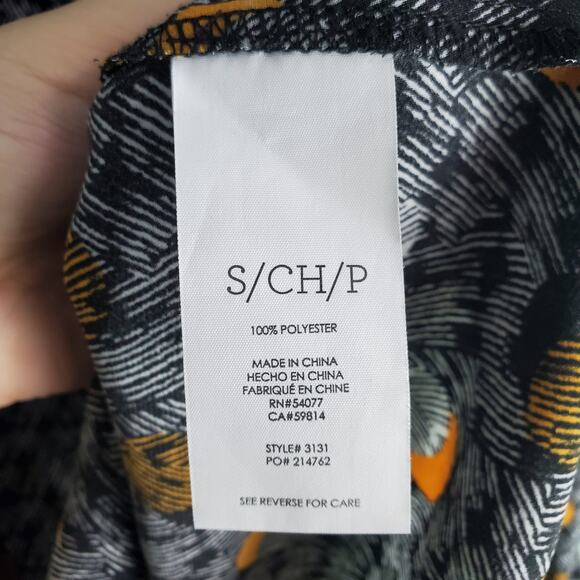 S/CH/P
100% POLYESTER
MADE IN CHINA
HECHO EN CHINA
FABRIQUÉ EN CHINE
RN#54077
CA#59814
STYLE# 3131
PO# 214762
SEE REVERSE FOR CARE